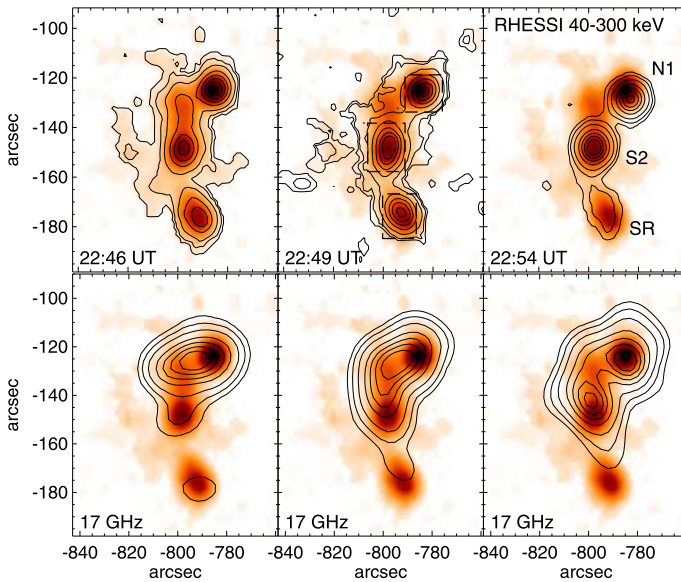 RHESSI 40-300 keV
-100
N1
-120
arcsec
-140
S2
-160
-180
SR
22:46 UT
22:49 UT
22:54 UT
-100
-120
arcsec
-140
-160
-180
17 GHz
17 GHz
17 GHz
-840 -820 -800 -780 -840 -820 -800 -780 -840 -820 -800 -780
arcsec
arcsec
arcsec